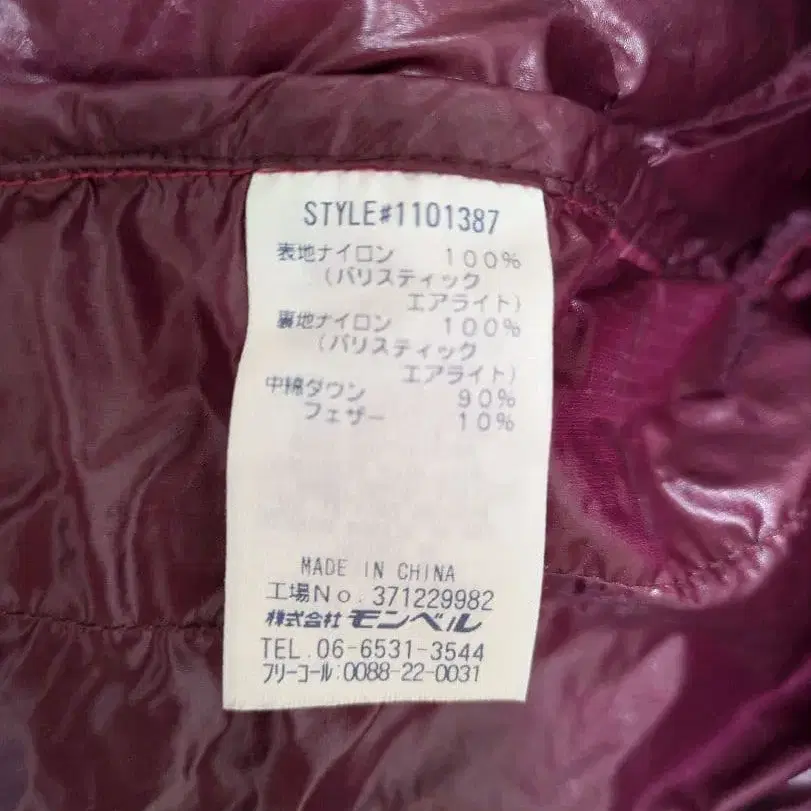 STYLE#1101387
表地ナイロン 100%
(バリスティック
エアライト)
裏地ナイロン 100%
(バリスティック
エアライト)
中綿ダウン 90%
フェザー 10%
MADE IN CHINA
工場No. 371229982
株式会社 モンベル
TEL.06-6531-3544
フリーコール:0088-22-0031